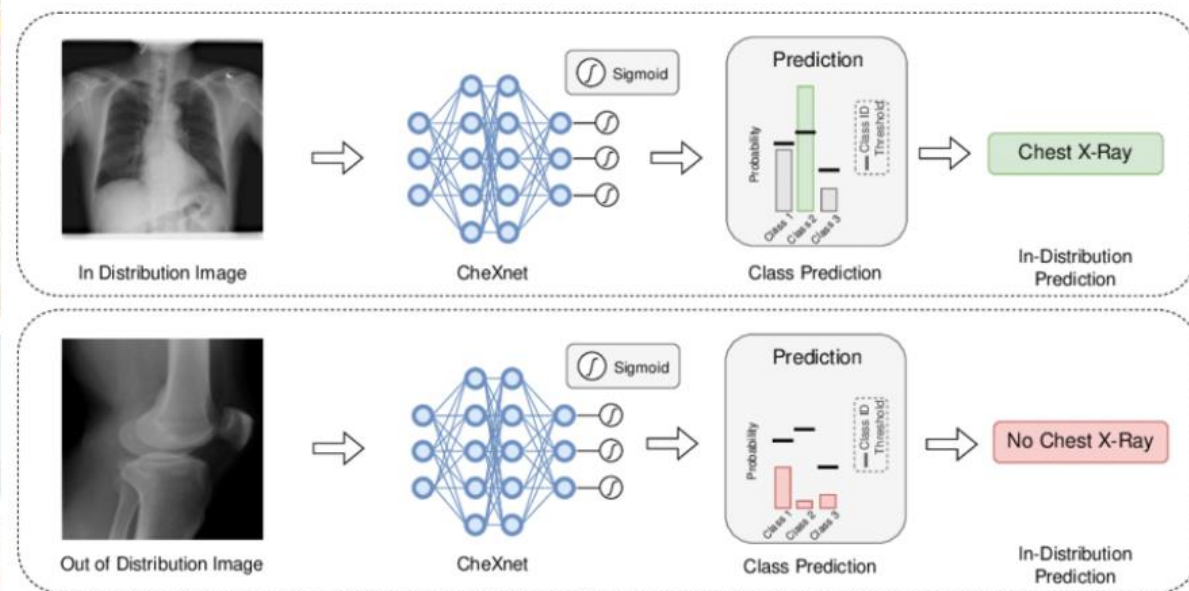 Sigmoid
Prediction
Probability
Class ID
Threshold
Class 1
Class 2
Class 3
Chest X-Ray
In Distribution Image
CheXnet
Class Prediction
In-Distribution
Prediction
Sigmoid
Prediction
Probability
Class ID
Threshold
Class 1
Class 2
Class 3
No Chest X-Ray
Out of Distribution Image
CheXnet
Class Prediction
In-Distribution
Prediction